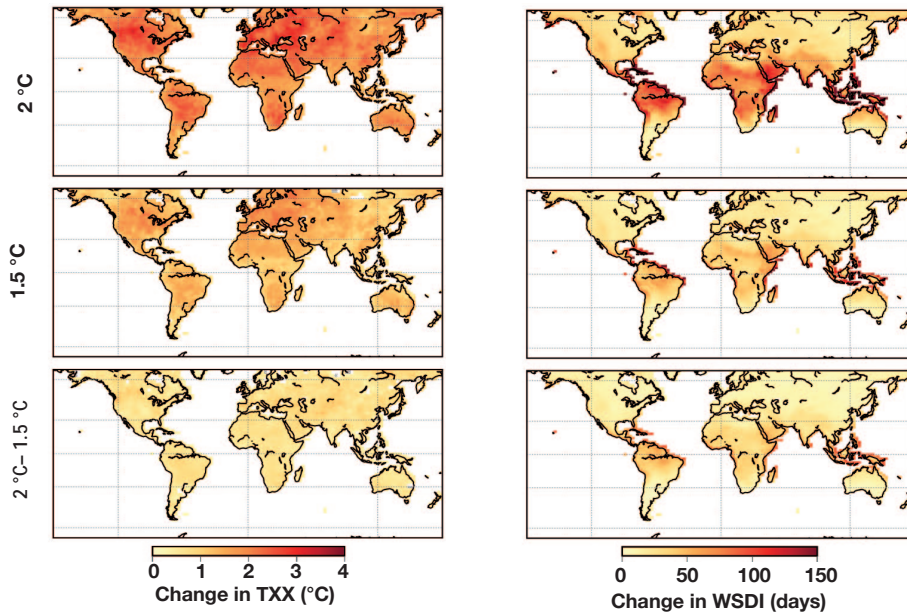 2 °C
1.5 °C
2 °C– 1.5 °C
0 1 2 3 4
Change in TXX (°C)
0 50 100 150
Change in WSDI (days)